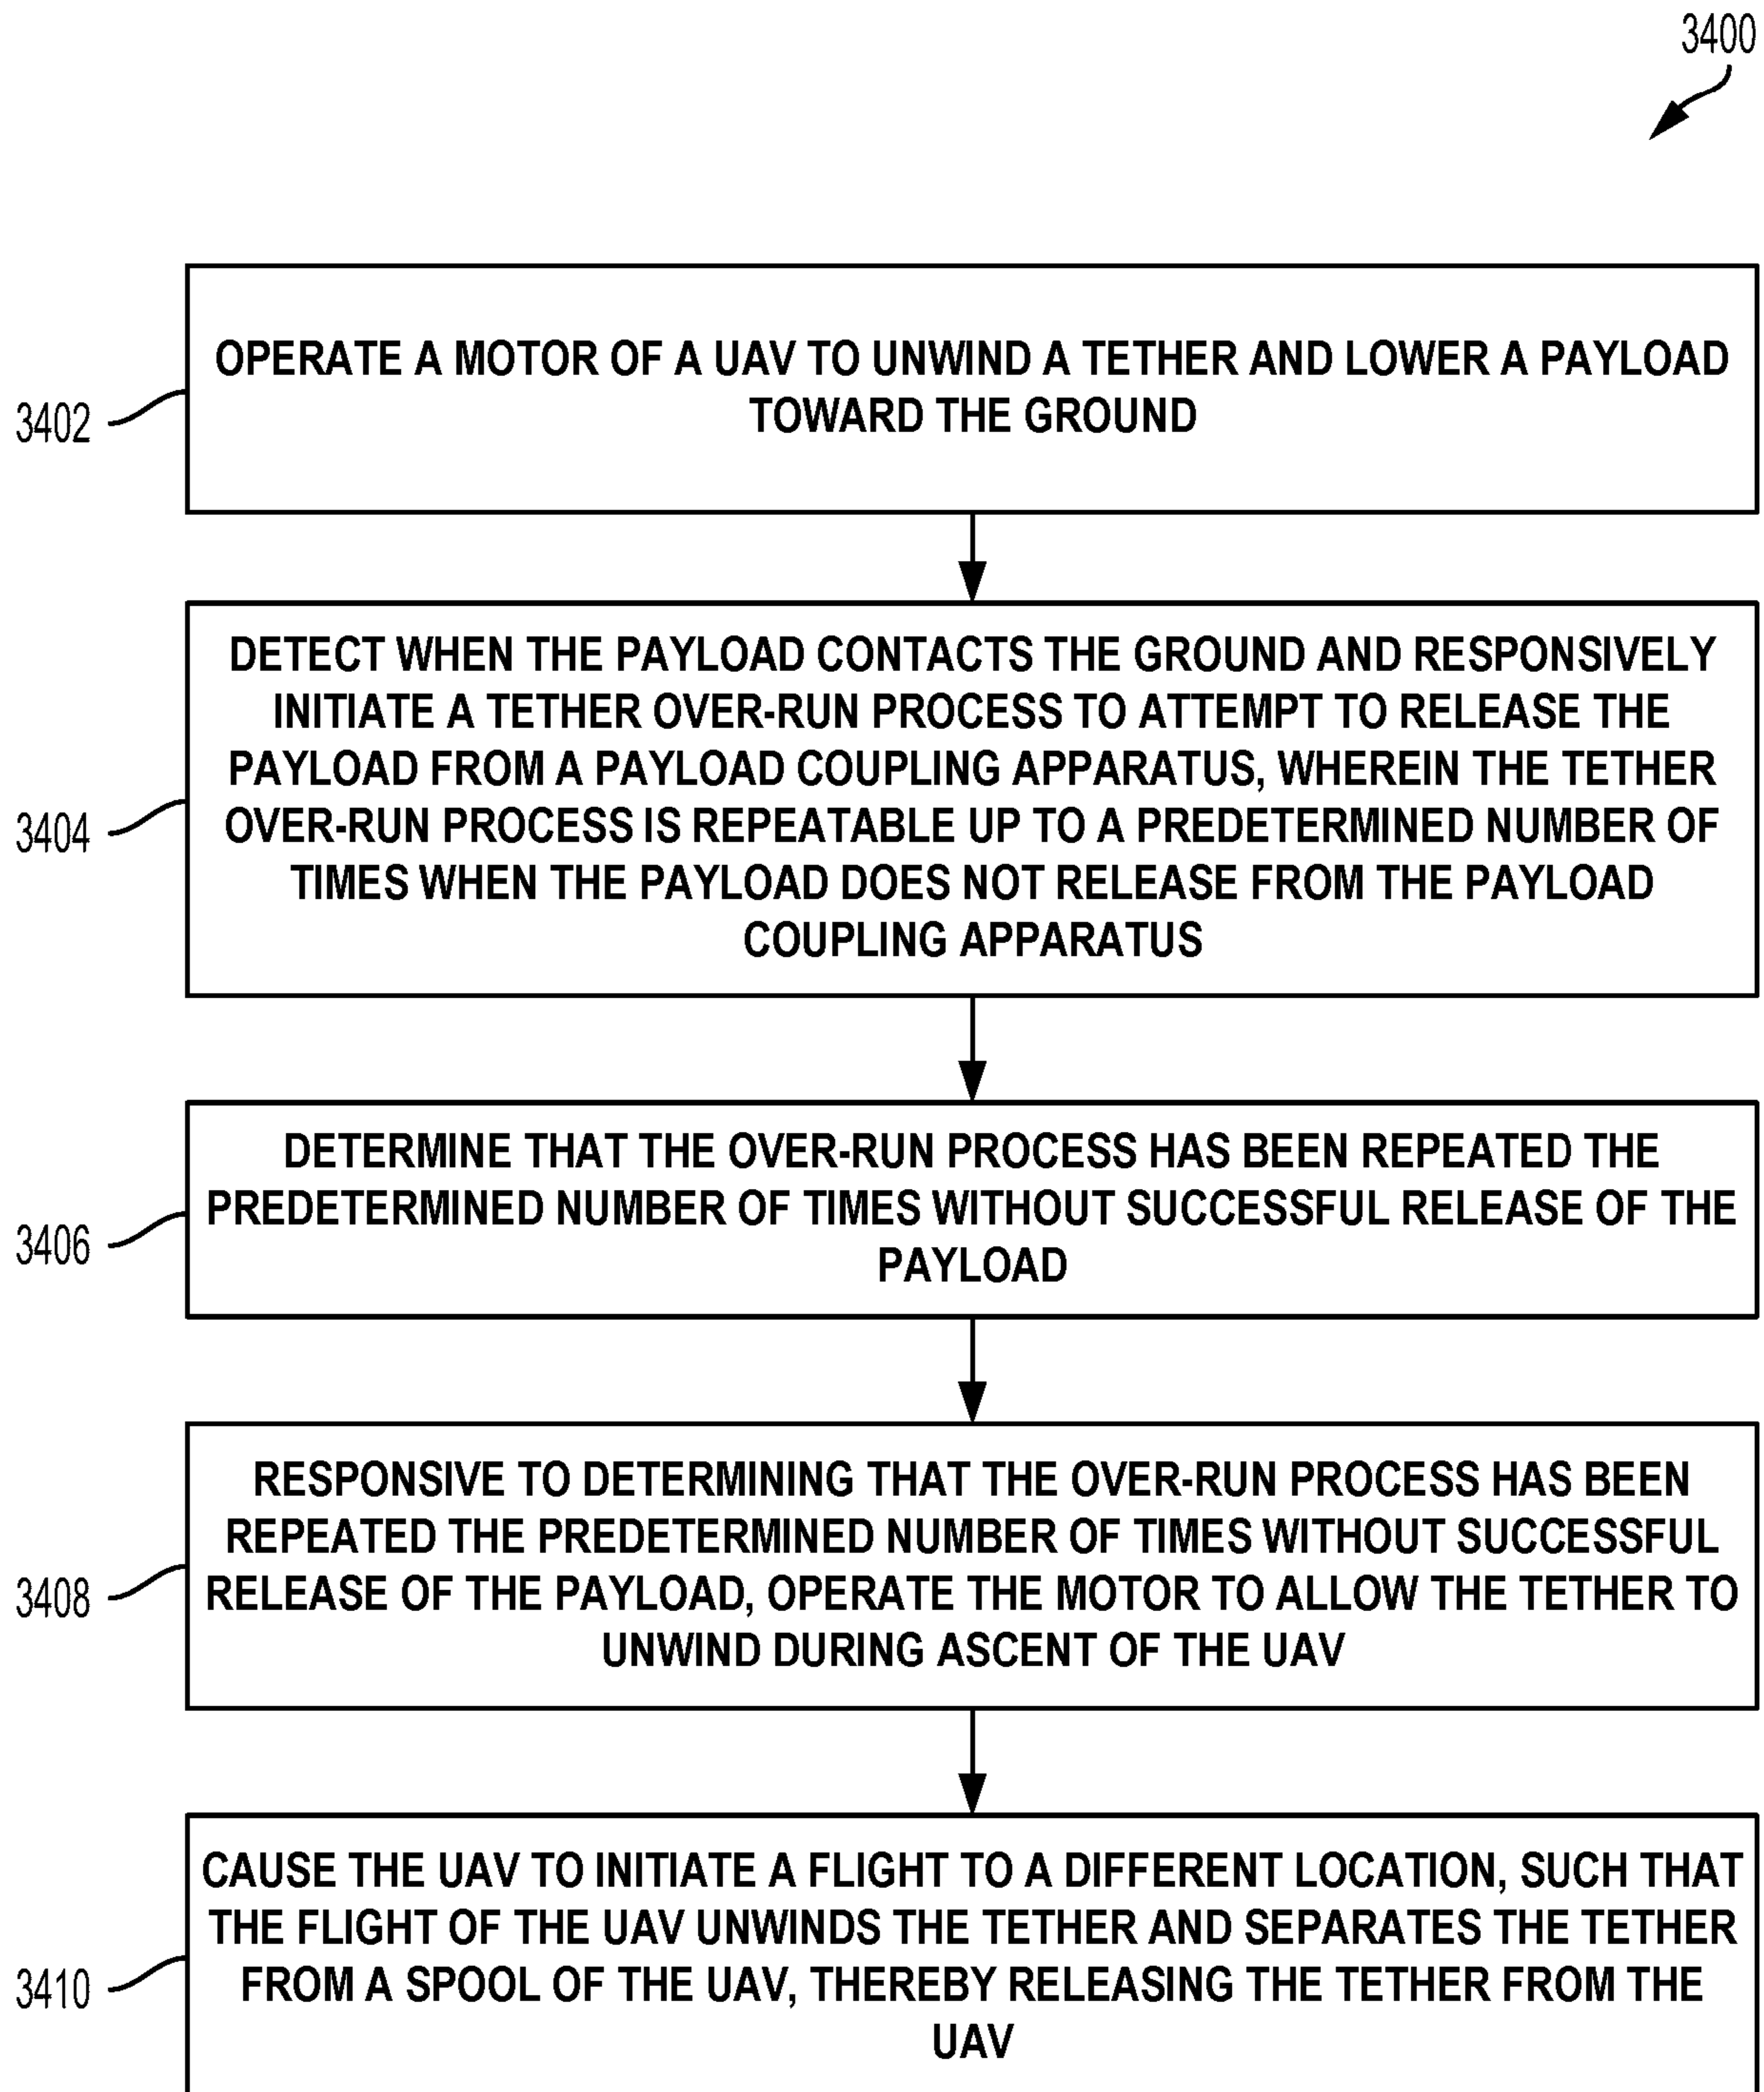 3400
OPERATE A MOTOR OF A UAV TO UNWIND A TETHER AND LOWER A PAYLOAD
TOWARD THE GROUND
3402
DETECT WHEN THE PAYLOAD CONTACTS THE GROUND AND RESPONSIVELY
INITIATE A TETHER OVER-RUN PROCESS TO ATTEMPT TO RELEASE THE
PAYLOAD FROM A PAYLOAD COUPLING APPARATUS, WHEREIN THE TETHER
OVER-RUN PROCESS IS REPEATABLE UP TO A PREDETERMINED NUMBER OF
TIMES WHEN THE PAYLOAD DOES NOT RELEASE FROM THE PAYLOAD
COUPLING APPARATUS
3404
DETERMINE THAT THE OVER-RUN PROCESS HAS BEEN REPEATED THE
PREDETERMINED NUMBER OF TIMES WITHOUT SUCCESSFUL RELEASE OF THE
PAYLOAD
3406
RESPONSIVE TO DETERMINING THAT THE OVER-RUN PROCESS HAS BEEN
REPEATED THE PREDETERMINED NUMBER OF TIMES WITHOUT SUCCESSFUL
RELEASE OF THE PAYLOAD, OPERATE THE MOTOR TO ALLOW THE TETHER TO
UNWIND DURING ASCENT OF THE UAV
3408
CAUSE THE UAV TO INITIATE A FLIGHT TO A DIFFERENT LOCATION, SUCH THAT
THE FLIGHT OF THE UAV UNWINDS THE TETHER AND SEPARATES THE TETHER
FROM A SPOOL OF THE UAV, THEREBY RELEASING THE TETHER FROM THE
UAV
3410